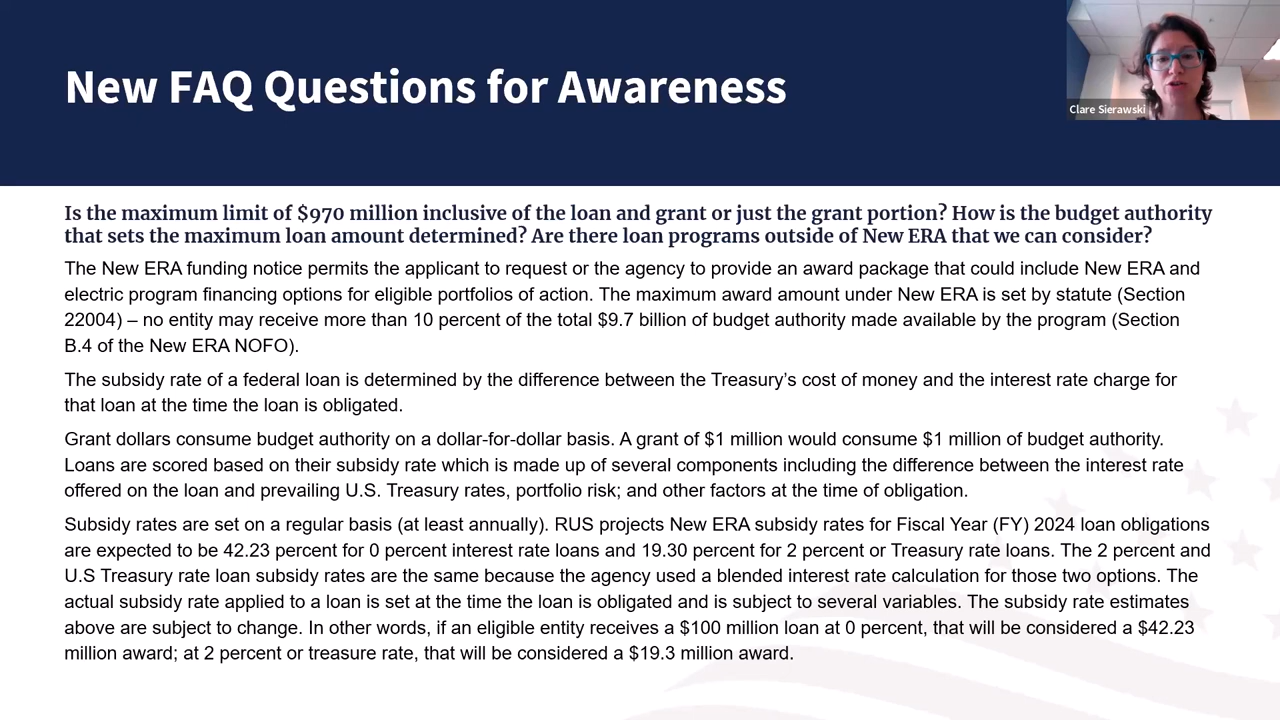 New FAQ Questions for Awareness
Clare Sierawski
Is the maximum limit of $970 million inclusive of the loan and grant or just the grant portion? How is the budget authority
that sets the maximum loan amount determined? Are there loan programs outside of New ERA that we can consider?
The New ERA funding notice permits the applicant to request or the agency to provide an award package that could include New ERA and
electric program financing options for eligible portfolios of action. The maximum award amount under New ERA is set by statute (Section
22004) – no entity may receive more than 10 percent of the total $9.7 billion of budget authority made available by the program (Section
B.4 of the New ERA NOFO).
The subsidy rate of a federal loan is determined by the difference between the Treasury’s cost of money and the interest rate charge for
that loan at the time the loan is obligated.
Grant dollars consume budget authority on a dollar-for-dollar basis. A grant of $1 million would consume $1 million of budget authority.
Loans are scored based on their subsidy rate which is made up of several components including the difference between the interest rate
offered on the loan and prevailing U.S. Treasury rates, portfolio risk; and other factors at the time of obligation.
Subsidy rates are set on a regular basis (at least annually). RUS projects New ERA subsidy rates for Fiscal Year (FY) 2024 loan obligations
are expected to be 42.23 percent for 0 percent interest rate loans and 19.30 percent for 2 percent or Treasury rate loans. The 2 percent and
U.S Treasury rate loan subsidy rates are the same because the agency used a blended interest rate calculation for those two options. The
actual subsidy rate applied to a loan is set at the time the loan is obligated and is subject to several variables. The subsidy rate estimates
above are subject to change. In other words, if an eligible entity receives a $100 million loan at 0 percent, that will be considered a $42.23
million award; at 2 percent or treasure rate, that will be considered a $19.3 million award.